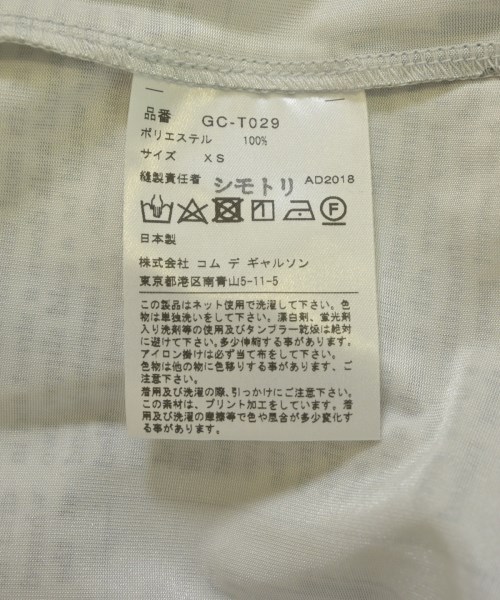 品番 GC-T029
ポリエステル 100%
サイズ XS
縫製責任者 シモトリ AD2018
日本製
株式会社 コム デ ギャルソン
東京都港区南青山5-11-5
この製品はネット使用で洗濯して下さい。色
物は単独洗いをして下さい。漂白剤、蛍光剤
入り洗剤等の使用及びタンブラー乾燥は絶対
に避けて下さい。多少伸縮する事があります。
アイロン掛けは必ず当て布をして下さい。
色物は他の物に色移りする事があります、ご
注意下さい。
着用及び洗濯の際、引っかけにご注意下さい。
この素材は、プリント加工をしています。着
用及び洗濯の摩擦等で色や風合が多少変化す
る事があります。